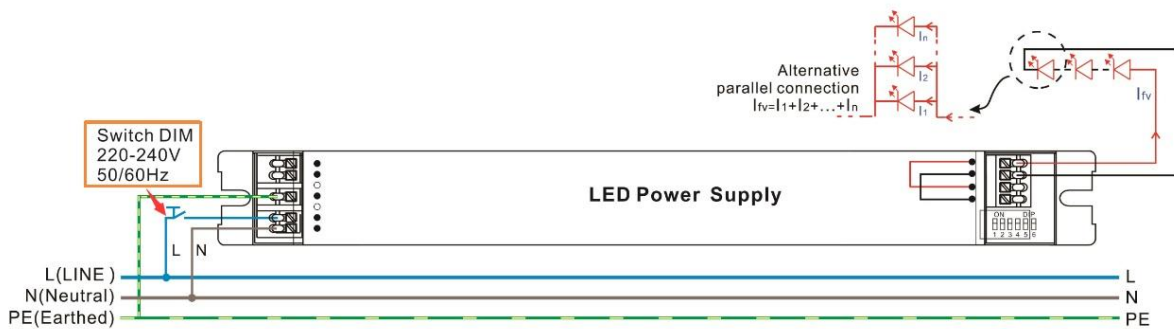 Alternative
parallel connection
Ifv=I1+I2+...+In
In
I2
I1
Ifv
Switch DIM
220-240V
50/60Hz
LED Power Supply
ON DIP
1 2 3 4 5 6
L N
L(LINE )
N(Neutral)
PE(Earthed)
L
N
PE